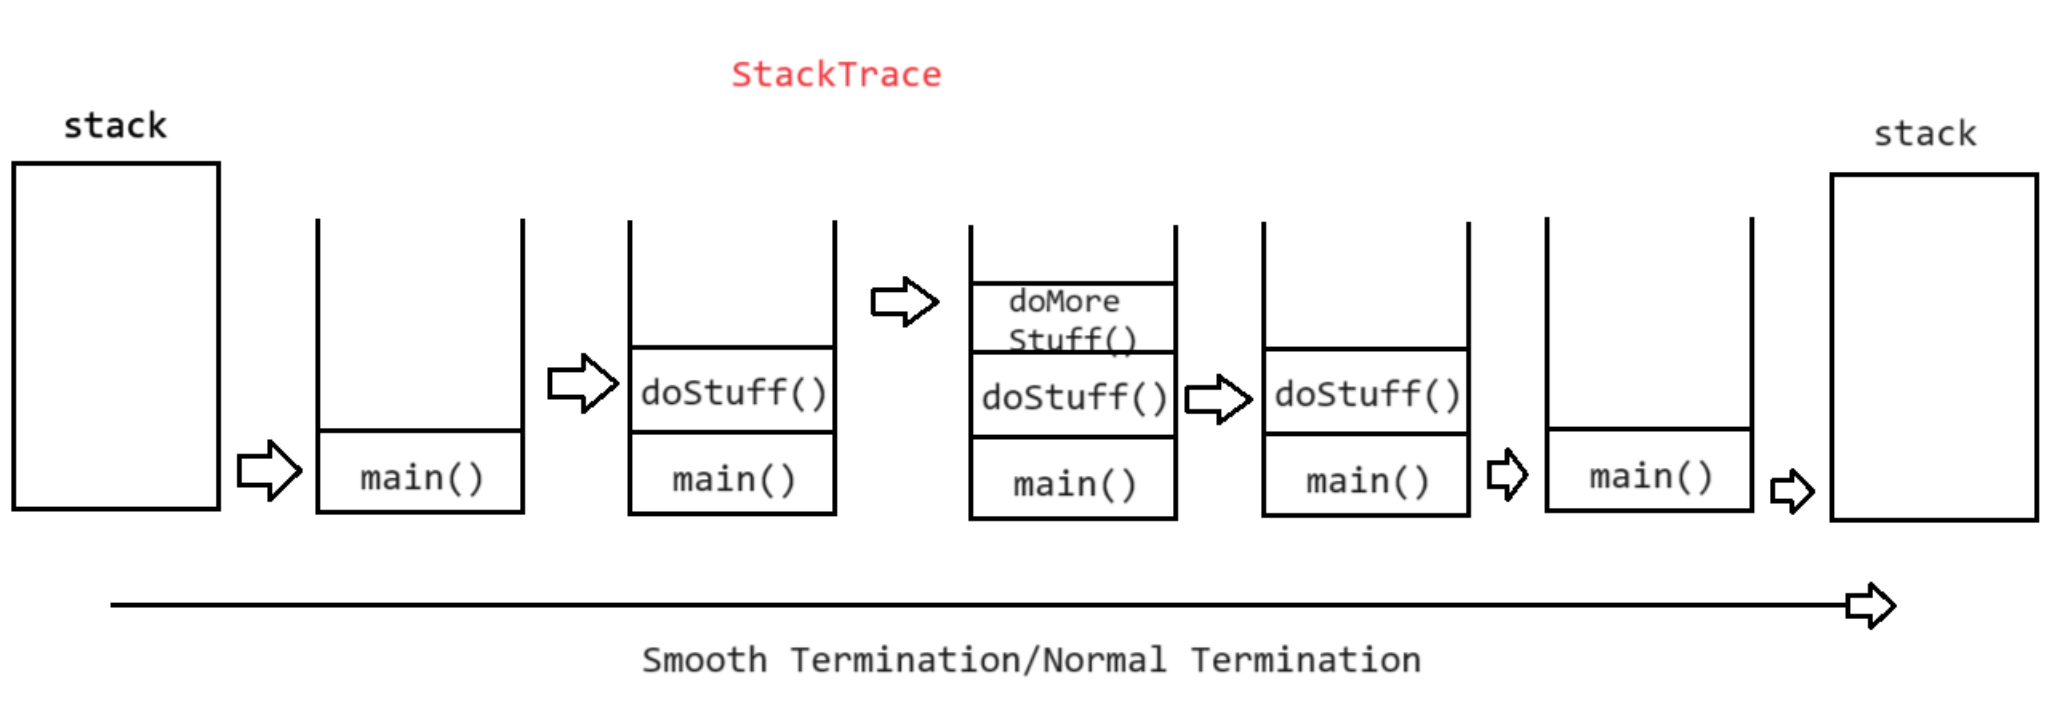 StackTrace
stack
stack
main()
doStuff()
main()
doMore
Stuff()
doStuff()
main()
doStuff()
main()
main()
Smooth Termination/Normal Termination